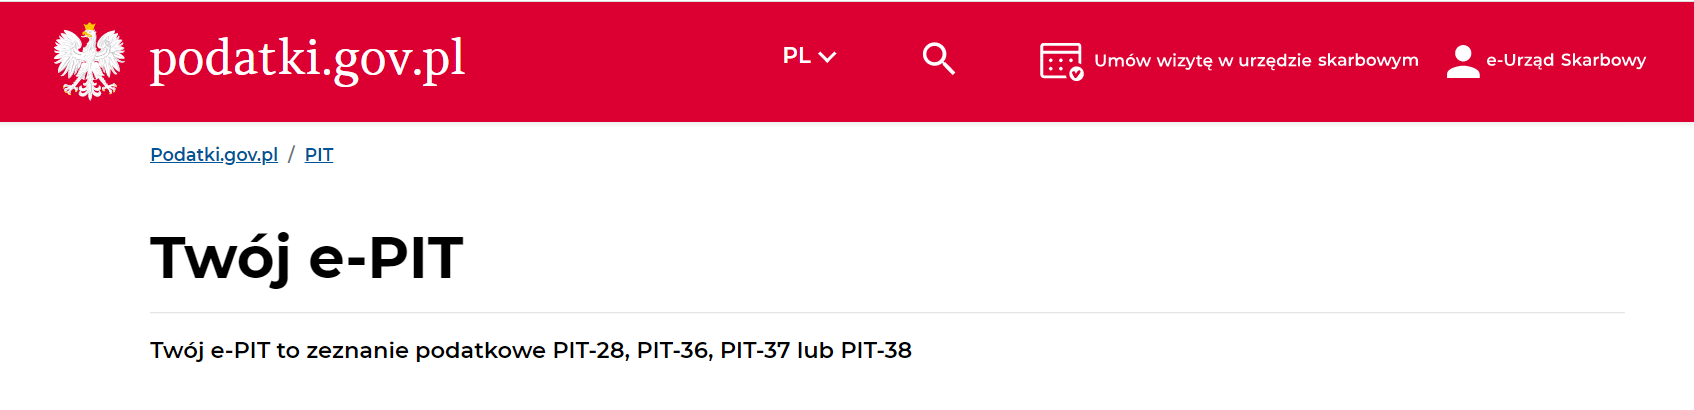 podatki.gov.pl
PL
Umów wizytę w urzędzie skarbowym
e-Urząd Skarbowy
Podatki.gov.pl / PIT
Twój e-PIT
Twój e-PIT to zeznanie podatkowe PIT-28, PIT-36, PIT-37 lub PIT-38